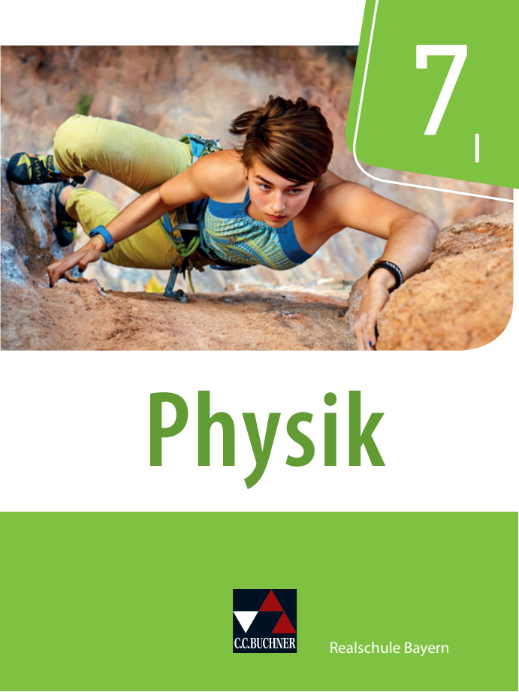 7
I
Physik
C.C.BUCHNER
Realschule Bayern